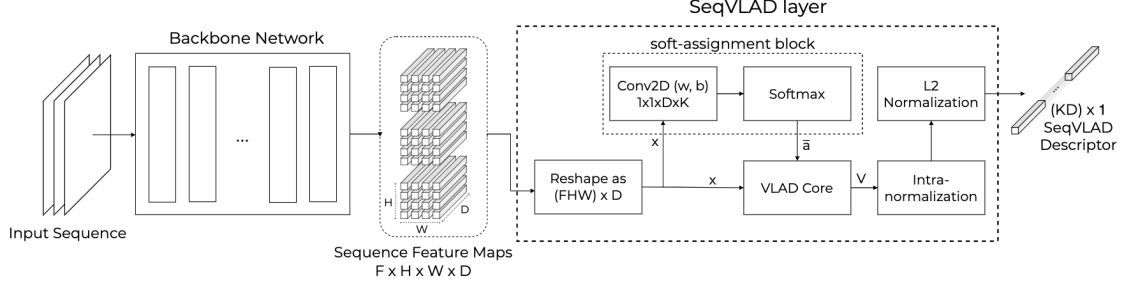 SeqVLAD layer
Backbone Network
soft-assignment block
Conv2D (w, b)
1x1xDxK
Softmax
L2
Normalization
...
...
(KD) x 1
SeqVLAD
Descriptor
x
a̅
Reshape as
(FHW) x D
x
VLAD Core
V
Intra-
normalization
H
W
D
Input Sequence
Sequence Feature Maps
F x H x W x D